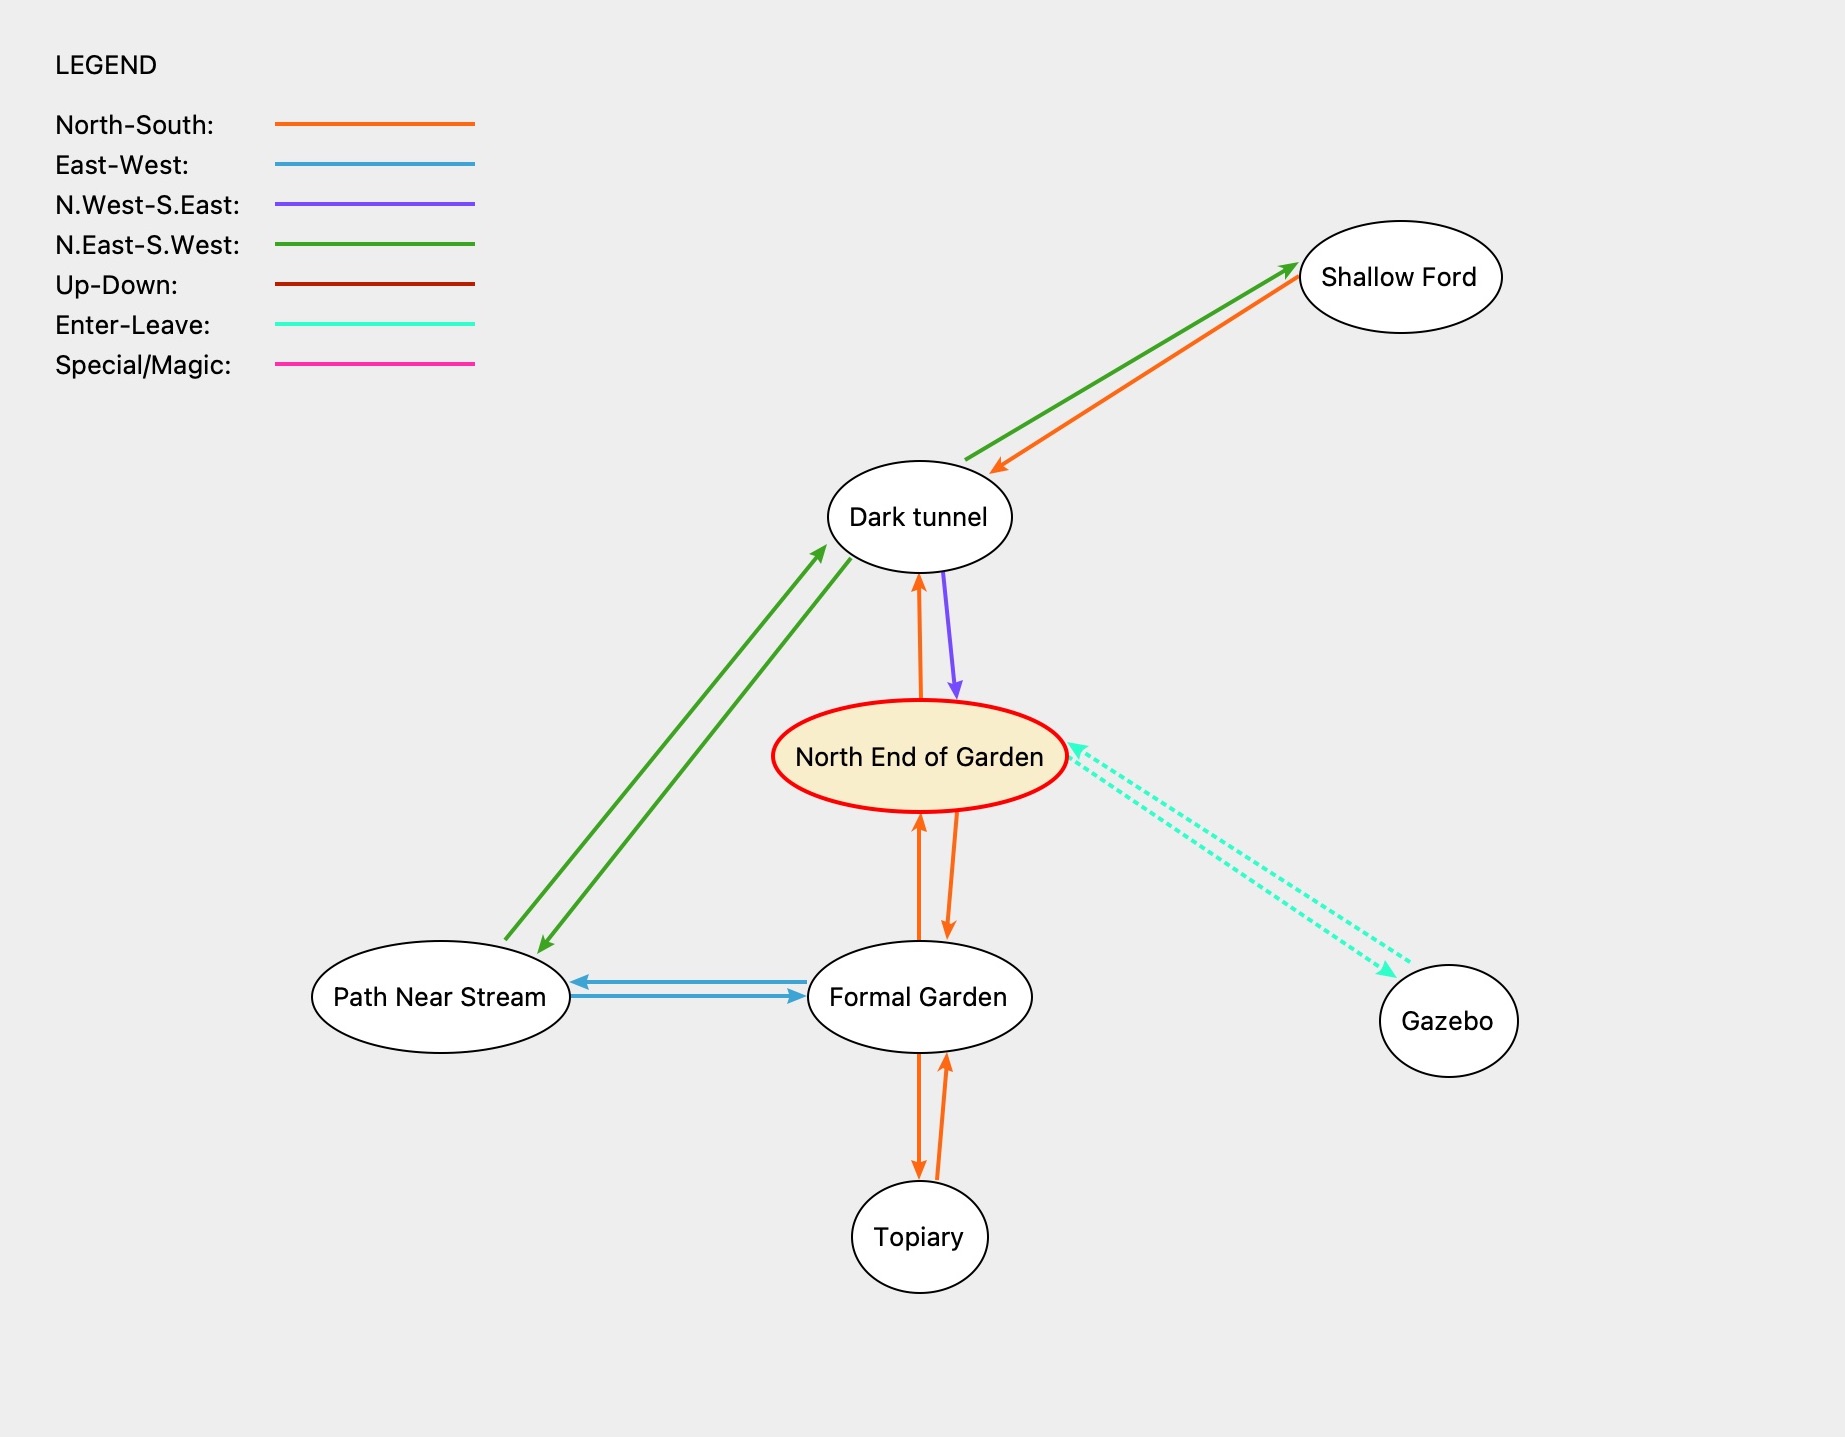 LEGEND
North-South:
East-West:
N.West-S.East:
N.East-S.West:
Up-Down:
Enter-Leave:
Special/Magic:
Shallow Ford
Dark tunnel
North End of Garden
Path Near Stream
Formal Garden
Gazebo
Topiary